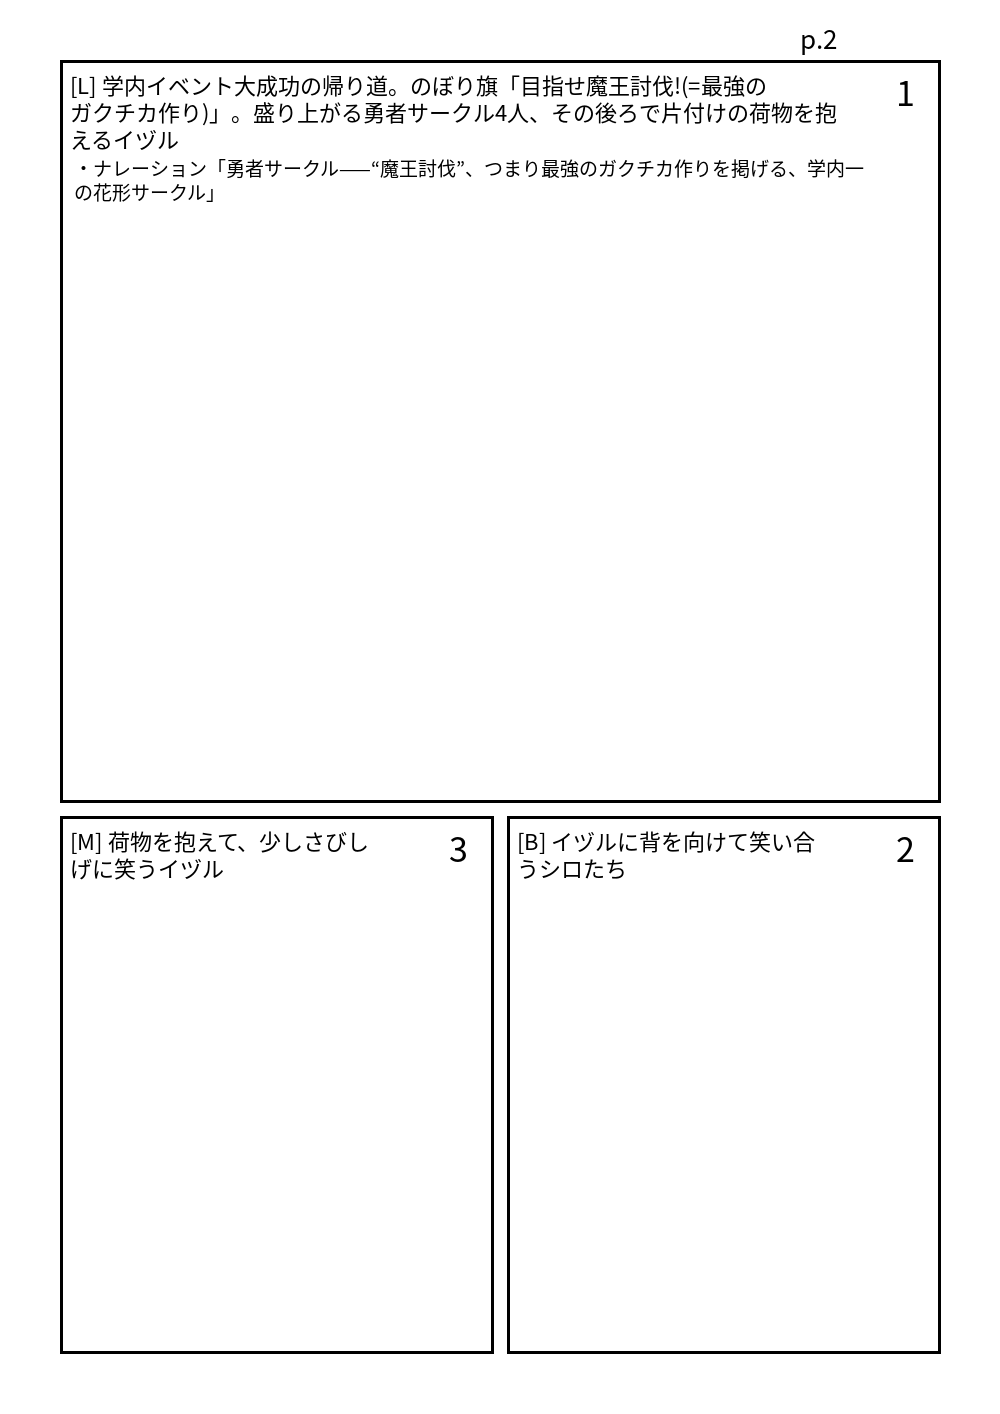 p.2
[L] 学内イベント大成功の帰り道。のぼり旗「目指せ魔王討伐!(=最強の
ガクチカ作り)」。盛り上がる勇者サークル4人、その後ろで片付けの荷物を抱
えるイヅル
1
・ナレーション「勇者サークル——“魔王討伐”、つまり最強のガクチカ作りを掲げる、学内一
の花形サークル」
[B] イヅルに背を向けて笑い合
うシロたち
2
[M] 荷物を抱えて、少しさびし
げに笑うイヅル
3